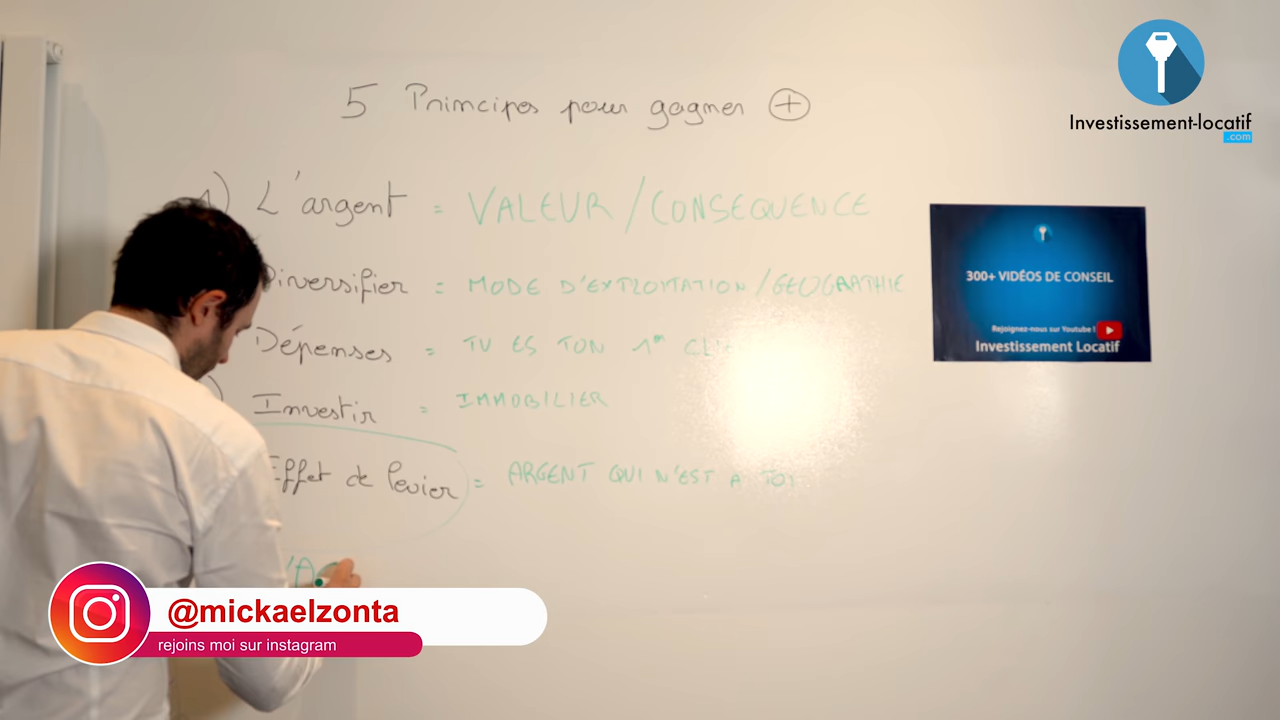 5 Principes pour gagner +
Investissement-locatif
.com
1) L'argent = VALEUR / CONSEQUENCE
Diversifier = MODE D'EXPLOITATION / GEOGRAPHIE
300+ VIDÉOS DE CONSEIL
Rejoignez-nous sur Youtube !
Investissement Locatif
Dépenses = TU ES TON 1er
Investir = IMMOBILIER
Effet de levier = ARGENT QUI N'EST A TOI
@mickaelzonta
rejoins moi sur instagram